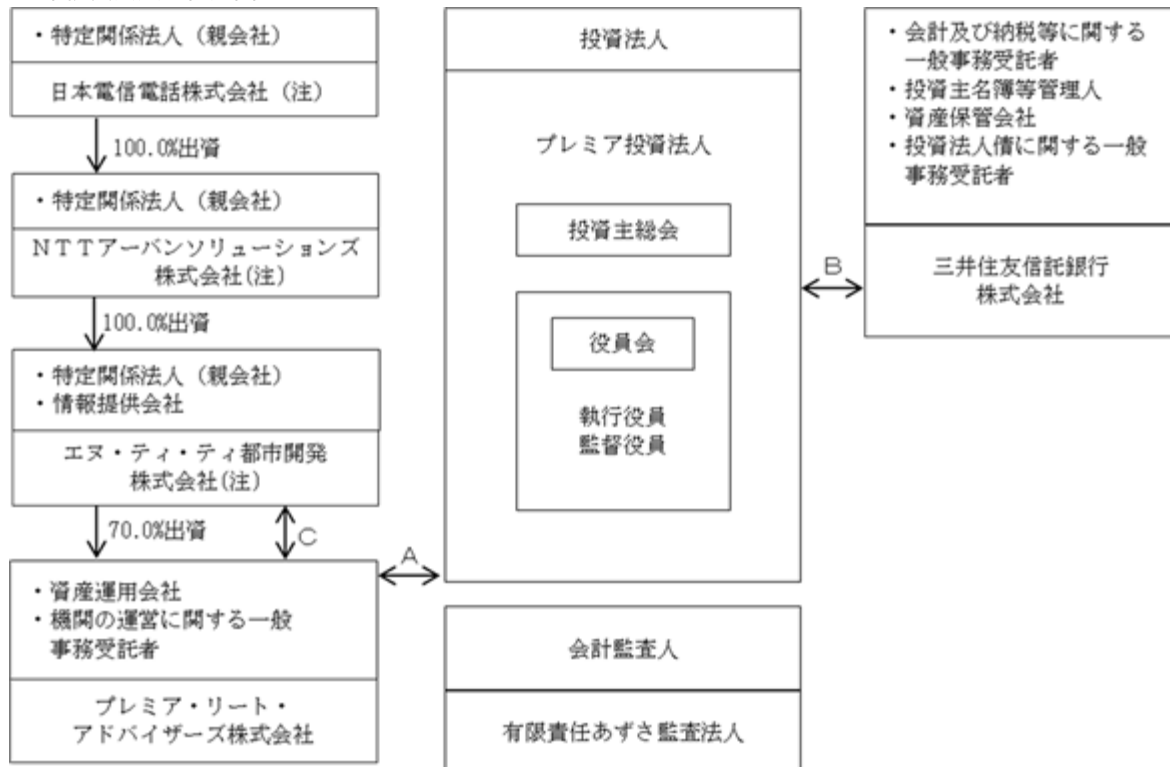 ・特定関係法人（親会社）
日本電信電話株式会社（注）
100.0%出資
・特定関係法人（親会社）
ＮＴＴアーバンソリューションズ
株式会社(注)
100.0%出資
・特定関係法人（親会社）
・情報提供会社
エヌ・ティ・ティ都市開発
株式会社(注)
70.0%出資
C
・資産運用会社
・機関の運営に関する一般
事務受託者
プレミア・リート・
アドバイザーズ株式会社
A
投資法人
プレミア投資法人
投資主総会
役員会
執行役員
監督役員
会計監査人
有限責任あずさ監査法人
B
・会計及び納税等に関する
一般事務受託者
・投資主名簿等管理人
・資産保管会社
・投資法人債に関する一般
事務受託者
三井住友信託銀行
株式会社